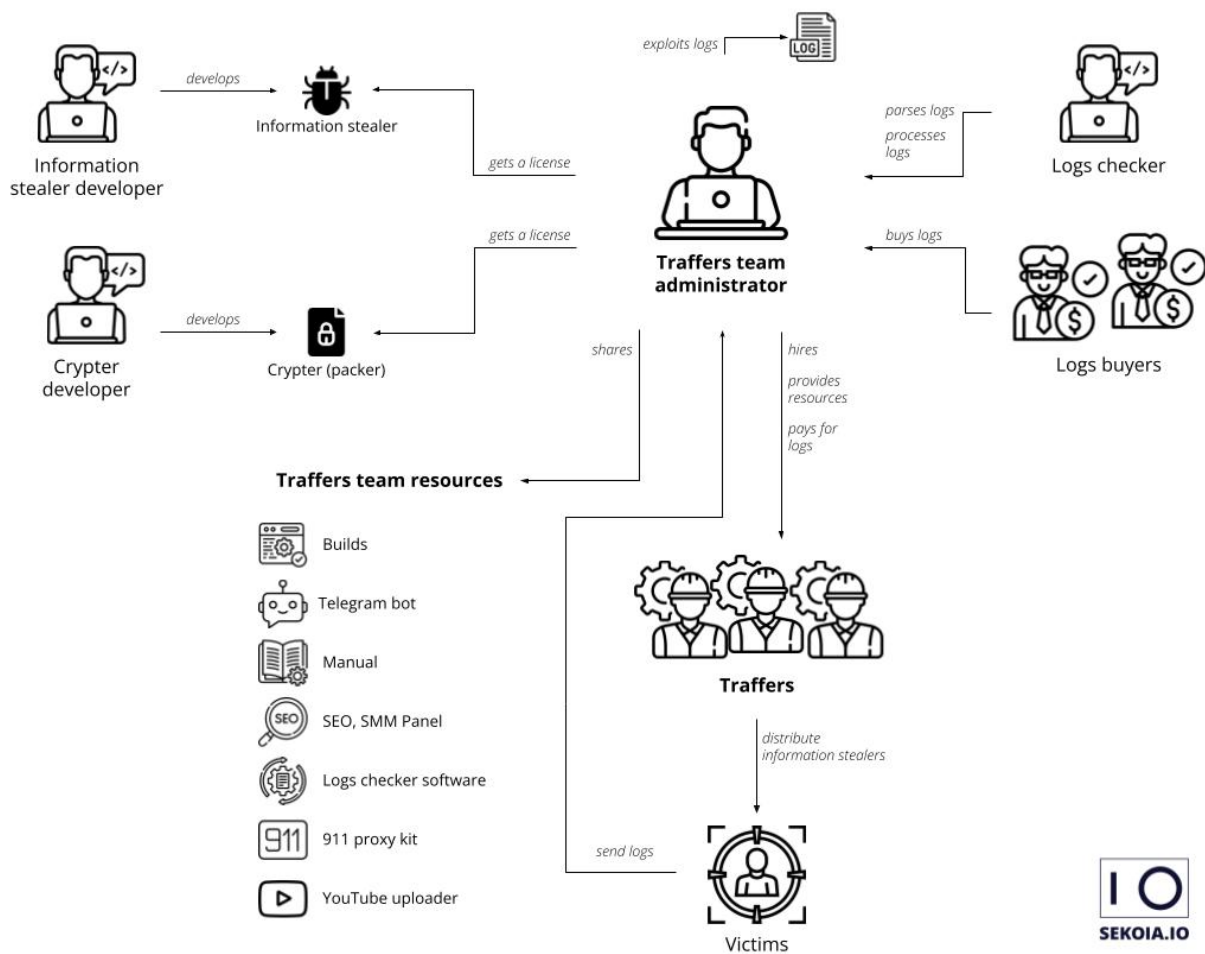 exploits logs
LOG
</>
develops
Information stealer
Information
stealer developer
gets a license
parses logs
processes
logs
</>
Logs checker
gets a license
buys logs
</>
develops
Crypter (packer)
Crypter
developer
Traffers team
administrator
$
$
Logs buyers
shares
hires
provides
resources
pays for
logs
Traffers team resources
Builds
Telegram bot
Manual
SEO
SEO, SMM Panel
Logs checker software
911
911 proxy kit
YouTube uploader
Traffers
distribute
information stealers
send logs
Victims
IO
SEKOIA.IO